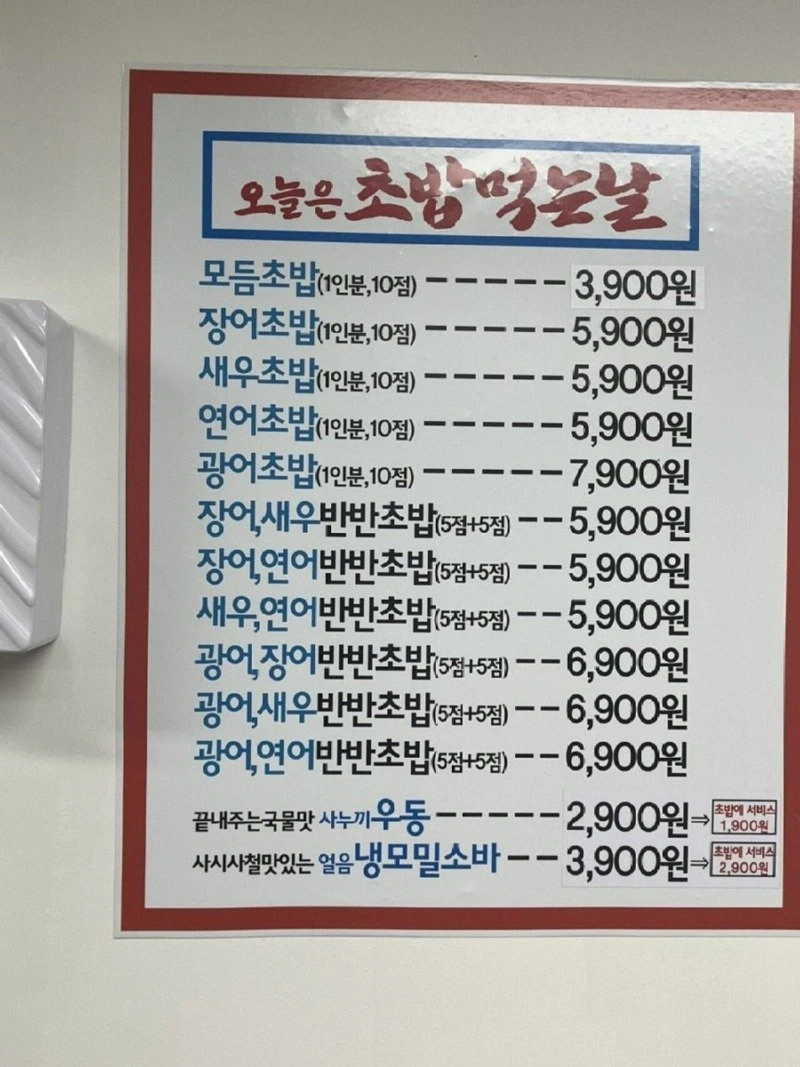 오늘은 초밥 먹는날
모듬초밥(1인분,10점) ----- 3,900원
장어초밥(1인분,10점) ----- 5,900원
새우초밥(1인분,10점) ----- 5,900원
연어초밥(1인분,10점) ----- 5,900원
광어초밥(1인분,10점) ----- 7,900원
장어,새우반반초밥(5점+5점) -- 5,900원
장어,연어반반초밥(5점+5점) -- 5,900원
새우,연어반반초밥(5점+5점) -- 5,900원
광어,장어반반초밥(5점+5점) -- 6,900원
광어,새우반반초밥(5점+5점) -- 6,900원
광어,연어반반초밥(5점+5점) -- 6,900원
끝내주는국물맛 사누끼우동 ----- 2,900원⇒ 초밥에 서비스 1,900원
사시사철맛있는 얼음냉모밀소바 -- 3,900원⇒ 초밥에 서비스 2,900원